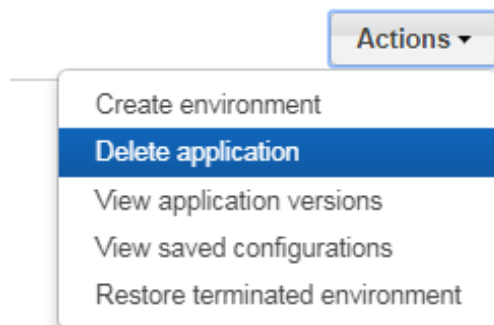 Actions
Create environment
Delete application
View application versions
View saved configurations
Restore terminated environment